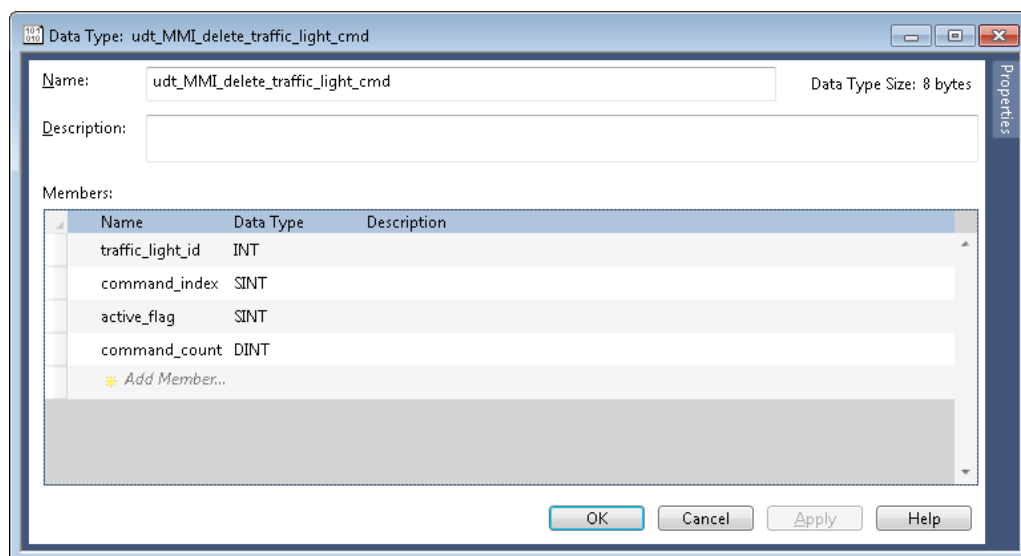 Data Type: udt_MMI_delete_traffic_light_cmd
Name: udt_MMI_delete_traffic_light_cmd Data Type Size: 8 bytes
Properties
Description:
Members:
Name Data Type Description
traffic_light_id INT
command_index SINT
active_flag SINT
command_count DINT
Add Member...
OK Cancel Apply Help